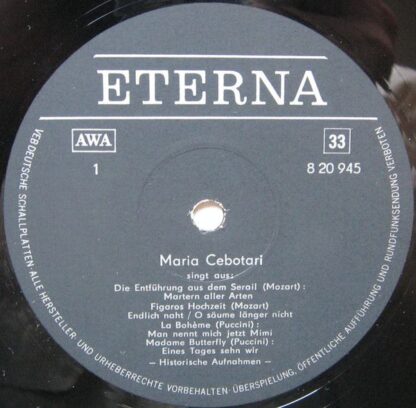 ETERNA
AWA
33
1
8 20 945
Maria Cebotari
singt aus:
Die Entführung aus dem Serail (Mozart):
Martern aller Arten
Figaros Hochzeit (Mozart)
Endlich naht / O säume länger nicht
La Bohème (Puccini):
Man nennt mich jetzt Mimi
Madame Butterfly (Puccini):
Eines Tages sehn wir
– Historische Aufnahmen –
VEB DEUTSCHE SCHALLPLATTEN · ALLE HERSTELLER UND URHEBERRECHTE VORBEHALTEN · ÜBERSPIELUNG, ÖFFENTLICHE AUFFÜHRUNG UND RUNDFUNKSENDUNG VERBOTEN